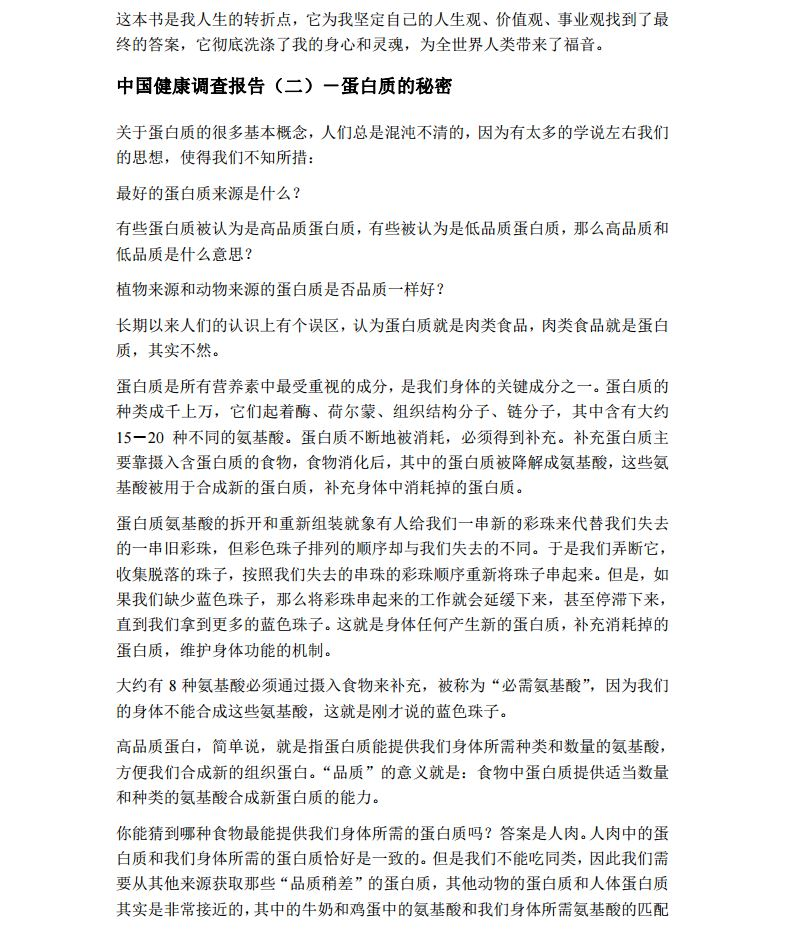 这本书是我人生的转折点，它为我坚定自己的人生观、价值观、事业观找到了最
终的答案，它彻底洗涤了我的身心和灵魂，为全世界人类带来了福音。
中国健康调查报告（二）－蛋白质的秘密
关于蛋白质的很多基本概念，人们总是混沌不清的，因为有太多的学说左右我们
的思想，使得我们不知所措：
最好的蛋白质来源是什么？
有些蛋白质被认为是高品质蛋白质，有些被认为是低品质蛋白质，那么高品质和
低品质是什么意思？
植物来源和动物来源的蛋白质是否品质一样好？
长期以来人们的认识上有个误区，认为蛋白质就是肉类食品，肉类食品就是蛋白
质，其实不然。
蛋白质是所有营养素中最受重视的成分，是我们身体的关键成分之一。蛋白质的
种类成千上万，它们起着酶、荷尔蒙、组织结构分子、链分子，其中含有大约
15－20 种不同的氨基酸。蛋白质不断地被消耗，必须得到补充。补充蛋白质主
要靠摄入含蛋白质的食物，食物消化后，其中的蛋白质被降解成氨基酸，这些氨
基酸被用于合成新的蛋白质，补充身体中消耗掉的蛋白质。
蛋白质氨基酸的拆开和重新组装就象有人给我们一串新的彩珠来代替我们失去
的一串旧彩珠，但彩色珠子排列的顺序却与我们失去的不同。于是我们弄断它，
收集脱落的珠子，按照我们失去的串珠的彩珠顺序重新将珠子串起来。但是，如
果我们缺少蓝色珠子，那么将彩珠串起来的工作就会延缓下来，甚至停滞下来，
直到我们拿到更多的蓝色珠子。这就是身体任何产生新的蛋白质，补充消耗掉的
蛋白质，维护身体功能的机制。
大约有 8 种氨基酸必须通过摄入食物来补充，被称为“必需氨基酸”，因为我们
的身体不能合成这些氨基酸，这就是刚才说的蓝色珠子。
高品质蛋白，简单说，就是指蛋白质能提供我们身体所需种类和数量的氨基酸，
方便我们合成新的组织蛋白。“品质”的意义就是：食物中蛋白质提供适当数量
和种类的氨基酸合成新蛋白质的能力。
你能猜到哪种食物最能提供我们身体所需的蛋白质吗？答案是人肉。人肉中的蛋
白质和我们身体所需的蛋白质恰好是一致的。但是我们不能吃同类，因此我们需
要从其他来源获取那些“品质稍差”的蛋白质，其他动物的蛋白质和人体蛋白质
其实是非常接近的，其中的牛奶和鸡蛋中的氨基酸和我们身体所需氨基酸的匹配